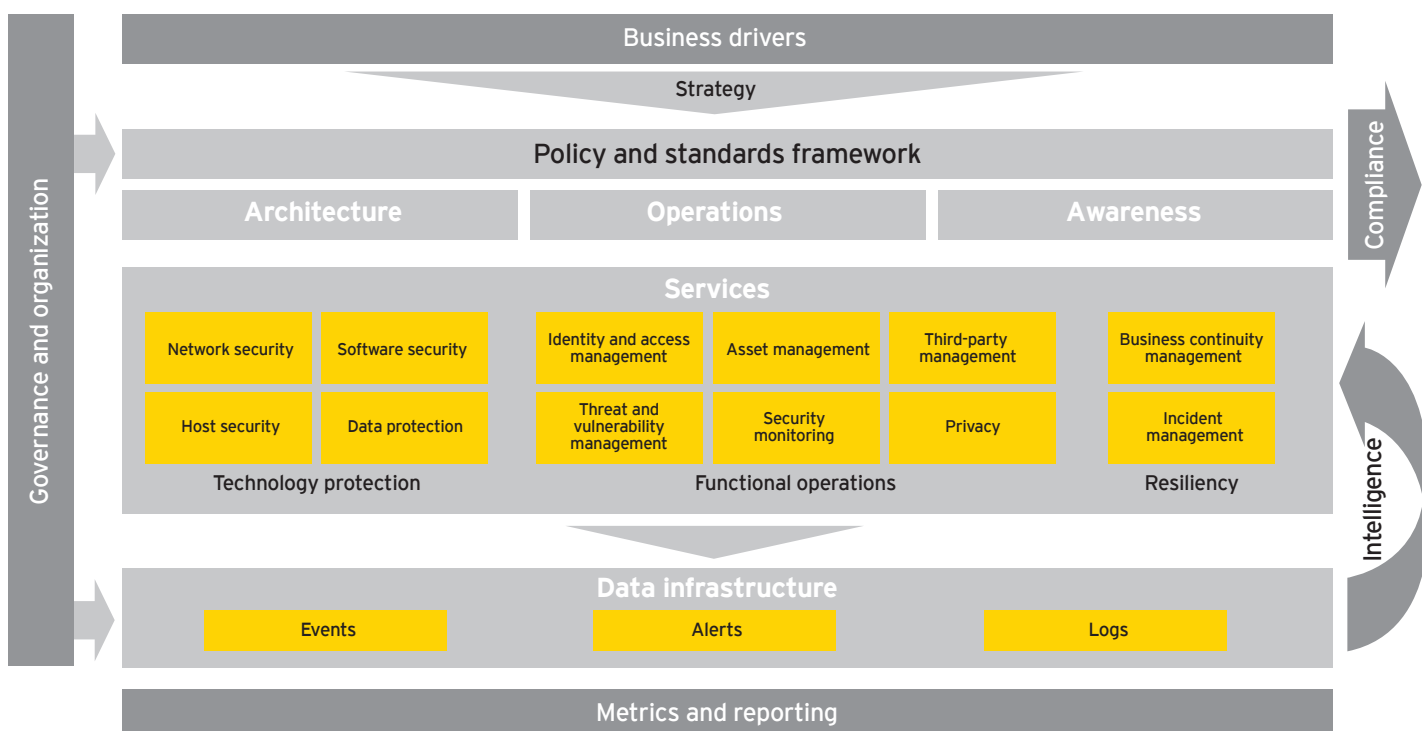 Business drivers
Strategy
Governance and organization
Policy and standards framework
Compliance
Architecture
Operations
Awareness
Services
Network security
Software security
Identity and access
management
Asset management
Third-party
management
Business continuity
management
Host security
Data protection
Threat and
vulnerability
management
Security
monitoring
Privacy
Incident
management
Technology protection
Functional operations
Resiliency
Intelligence
Data infrastructure
Events
Alerts
Logs
Metrics and reporting